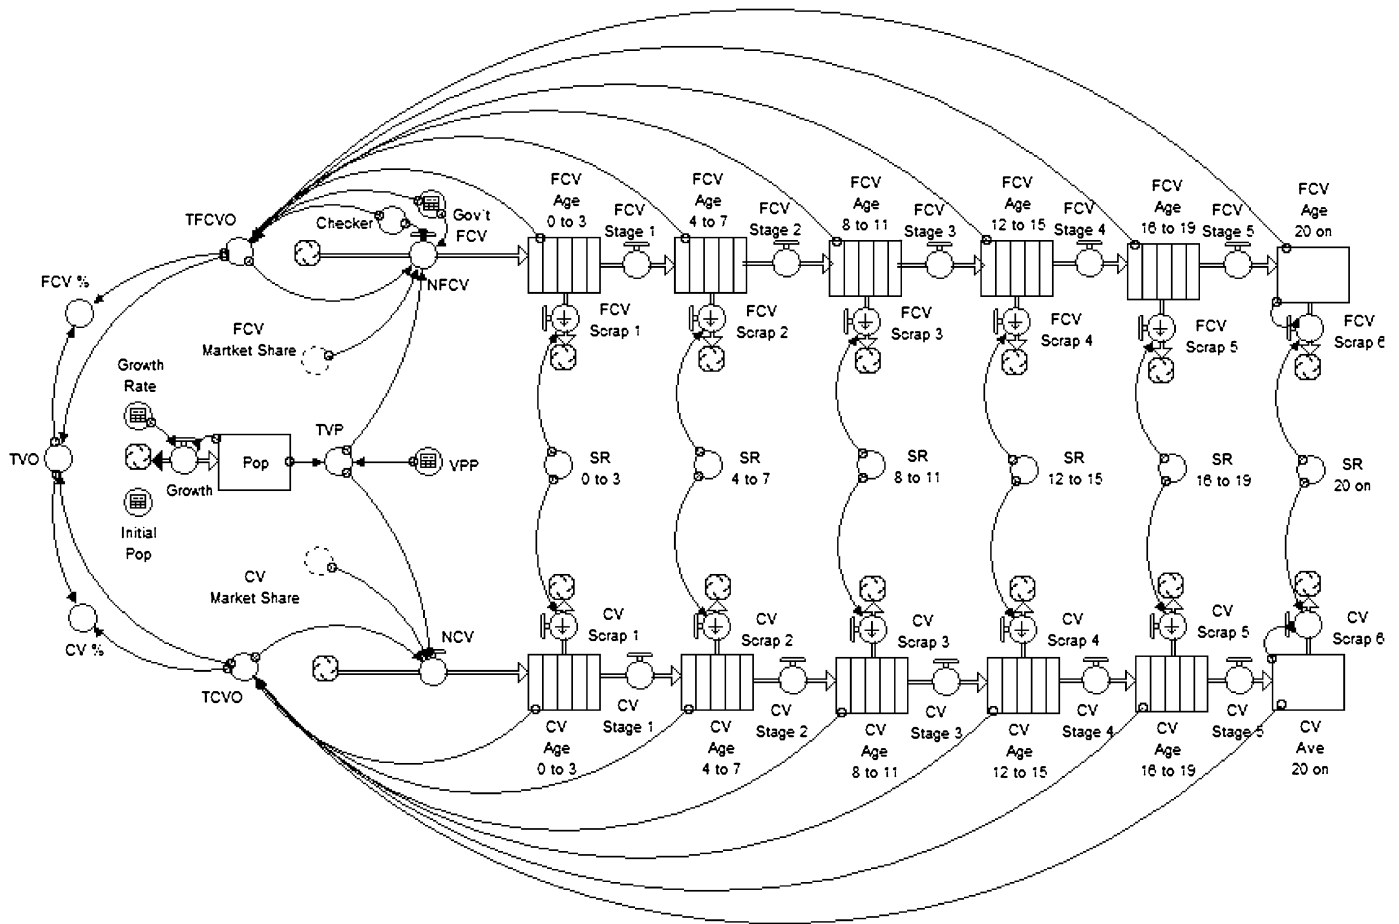 FCV
Age
0 to 3
FCV
Stage 1
FCV
Age
4 to 7
FCV
Stage 2
FCV
Age
8 to 11
FCV
Stage 3
FCV
Age
12 to 15
FCV
Stage 4
FCV
Age
16 to 19
FCV
Stage 5
FCV
Age
20 on
TFCVO
Checker
Gov't
FCV
NFCV
FCV %
FCV
Martket Share
FCV
Scrap 1
FCV
Scrap 2
FCV
Scrap 3
FCV
Scrap 4
FCV
Scrap 5
FCV
Scrap 6
Growth
Rate
TVO
Pop
Growth
TVP
VPP
Initial
Pop
SR
0 to 3
SR
4 to 7
SR
8 to 11
SR
12 to 15
SR
16 to 19
SR
20 on
CV
Market Share
CV %
TCVO
NCV
CV
Scrap 1
CV
Scrap 2
CV
Scrap 3
CV
Scrap 4
CV
Scrap 5
CV
Scrap 6
CV
Age
0 to 3
CV
Stage 1
CV
Age
4 to 7
CV
Stage 2
CV
Age
8 to 11
CV
Stage 3
CV
Age
12 to 15
CV
Stage 4
CV
Age
16 to 19
CV
Stage 5
CV
Ave
20 on